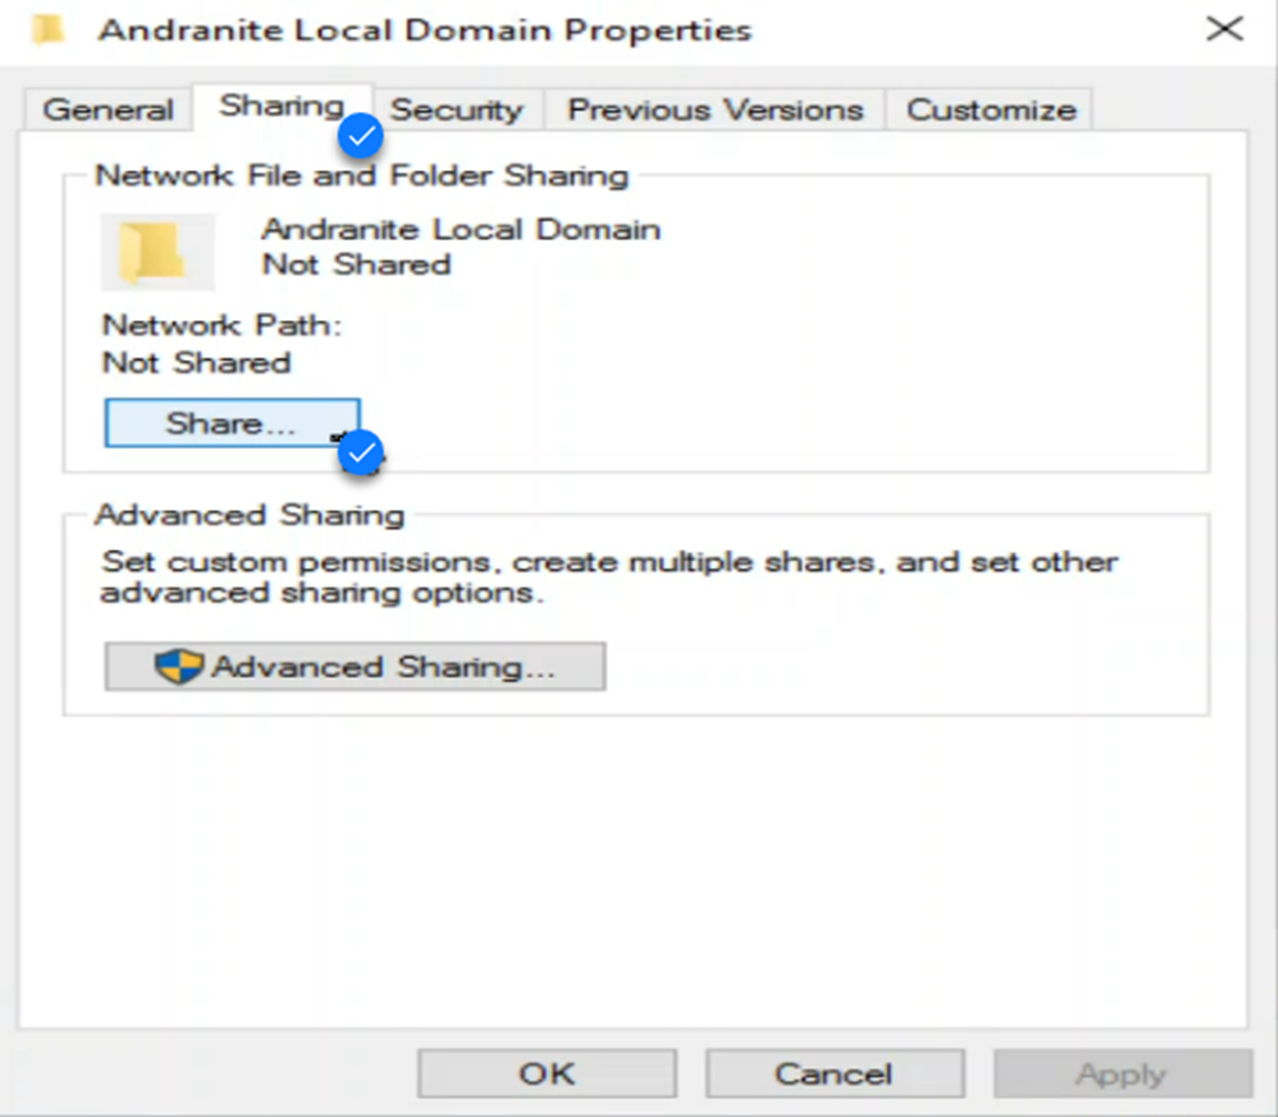 Andranite Local Domain Properties
General Sharing Security Previous Versions Customize
Network File and Folder Sharing
Andranite Local Domain
Not Shared
Network Path:
Not Shared
Share...
Advanced Sharing
Set custom permissions, create multiple shares, and set other
advanced sharing options.
Advanced Sharing...
OK Cancel Apply